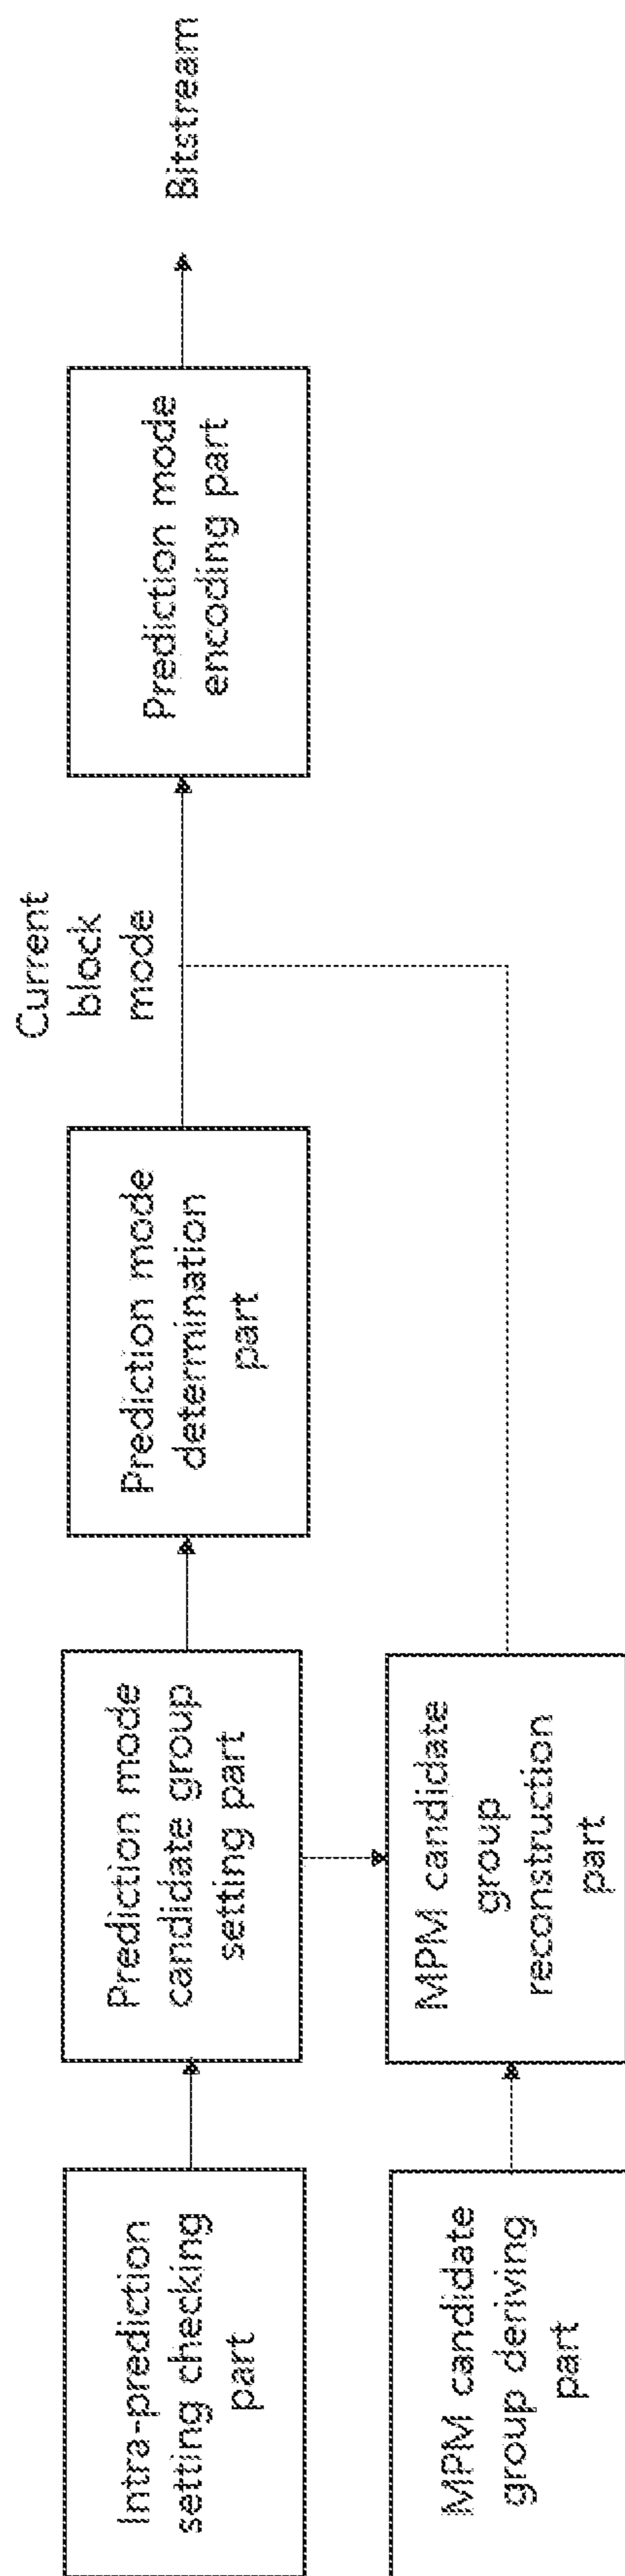 Intra-prediction
setting checking
part
Prediction mode
candidate group
setting part
Prediction mode
determination
part
Current
block
mode
Prediction mode
encoding part
Bitstream
MPM candidate
group deriving
part
MPM candidate
group
reconstruction
part